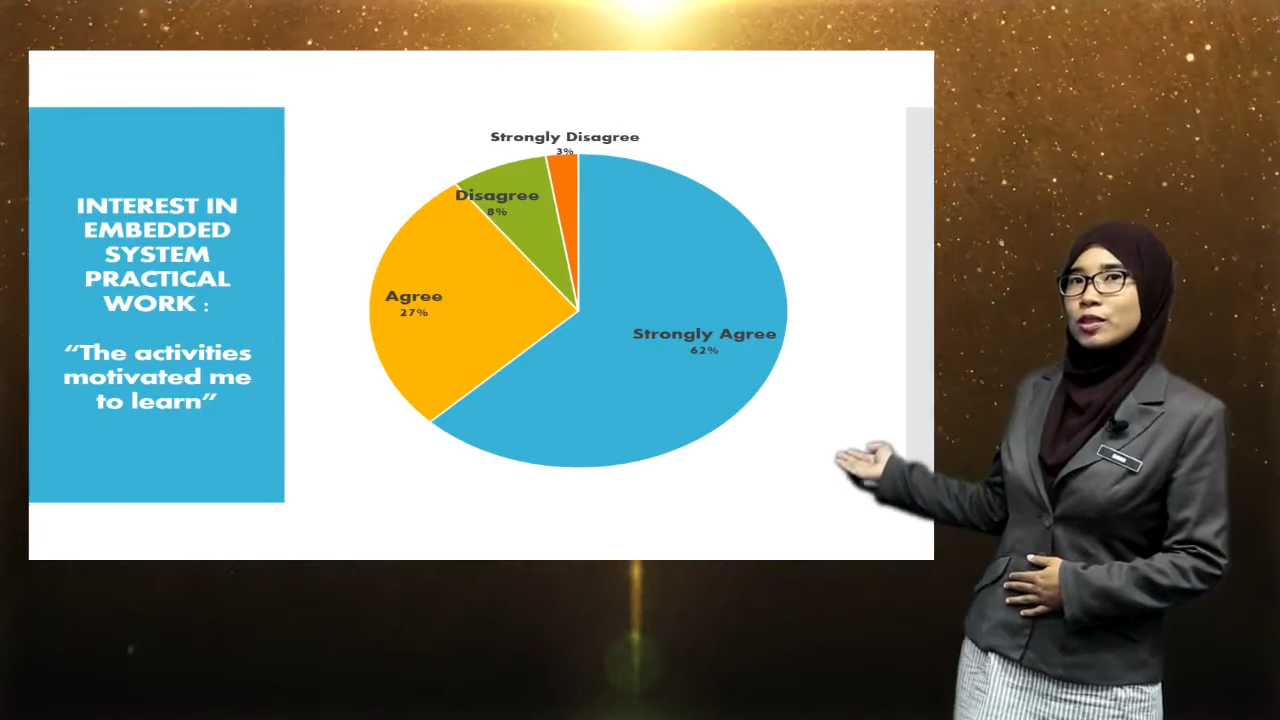 INTEREST IN
EMBEDDED
SYSTEM
PRACTICAL
WORK :
“The activities
motivated me
to learn”
Strongly Disagree
3%
Disagree
8%
Agree
27%
Strongly Agree
62%